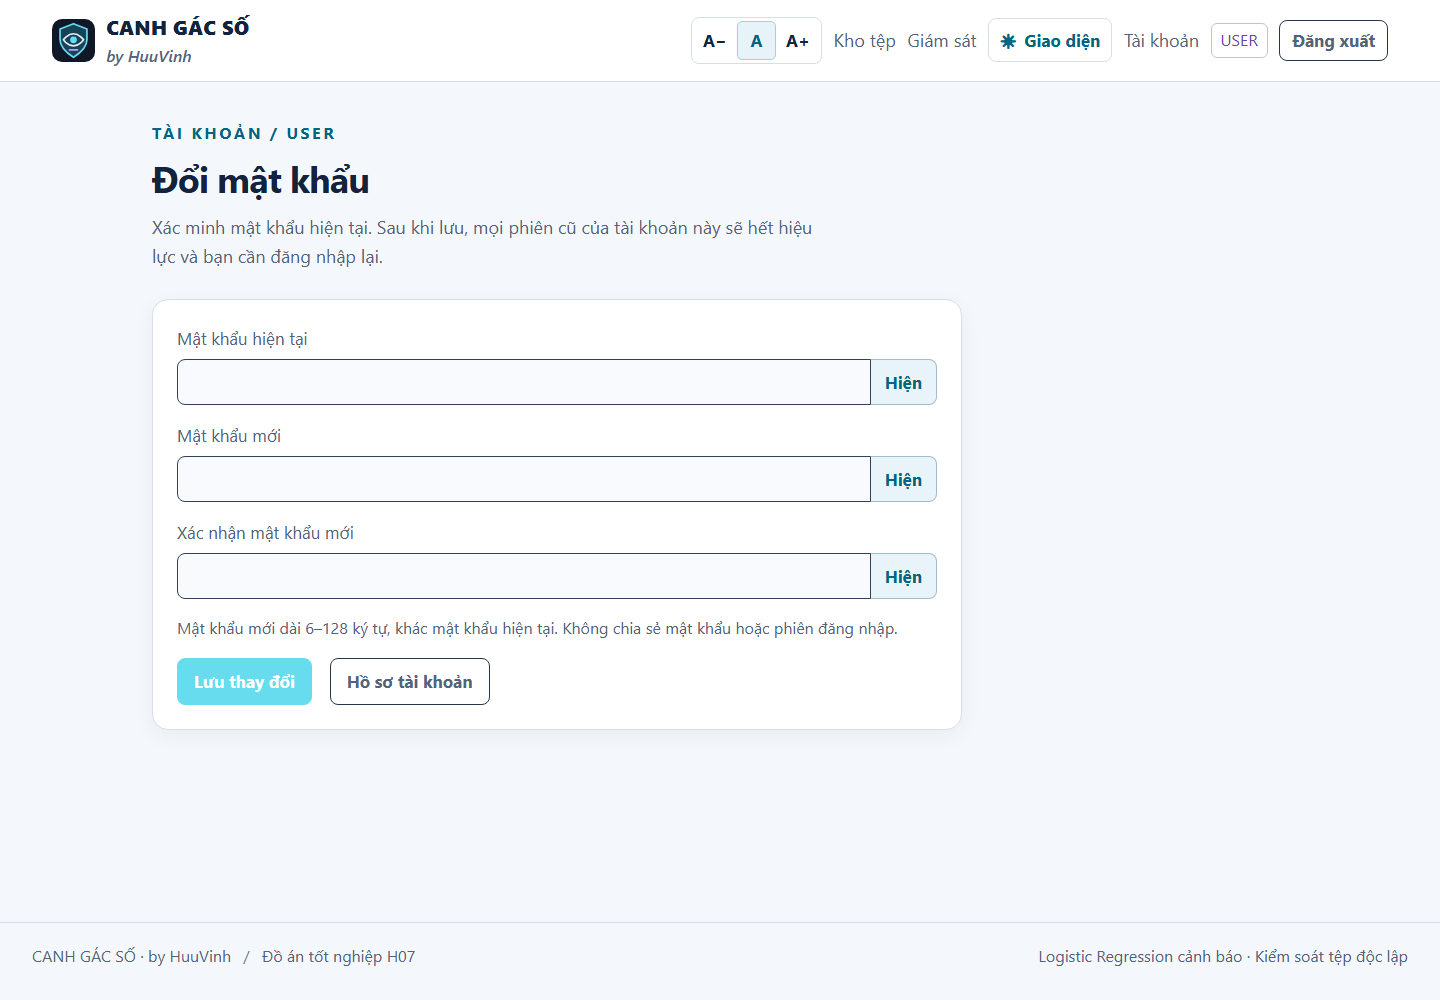 CANH GÁC SỐ
by HuuVinh
A− A A+ Kho tệp Giám sát Giao diện Tài khoản USER Đăng xuất
TÀI KHOẢN / USER
Đổi mật khẩu
Xác minh mật khẩu hiện tại. Sau khi lưu, mọi phiên cũ của tài khoản này sẽ hết hiệu
lực và bạn cần đăng nhập lại.
Mật khẩu hiện tại
Hiện
Mật khẩu mới
Hiện
Xác nhận mật khẩu mới
Hiện
Mật khẩu mới dài 6–128 ký tự, khác mật khẩu hiện tại. Không chia sẻ mật khẩu hoặc phiên đăng nhập.
Lưu thay đổi Hồ sơ tài khoản
CANH GÁC SỐ · by HuuVinh / Đồ án tốt nghiệp H07
Logistic Regression cảnh báo · Kiểm soát tệp độc lập